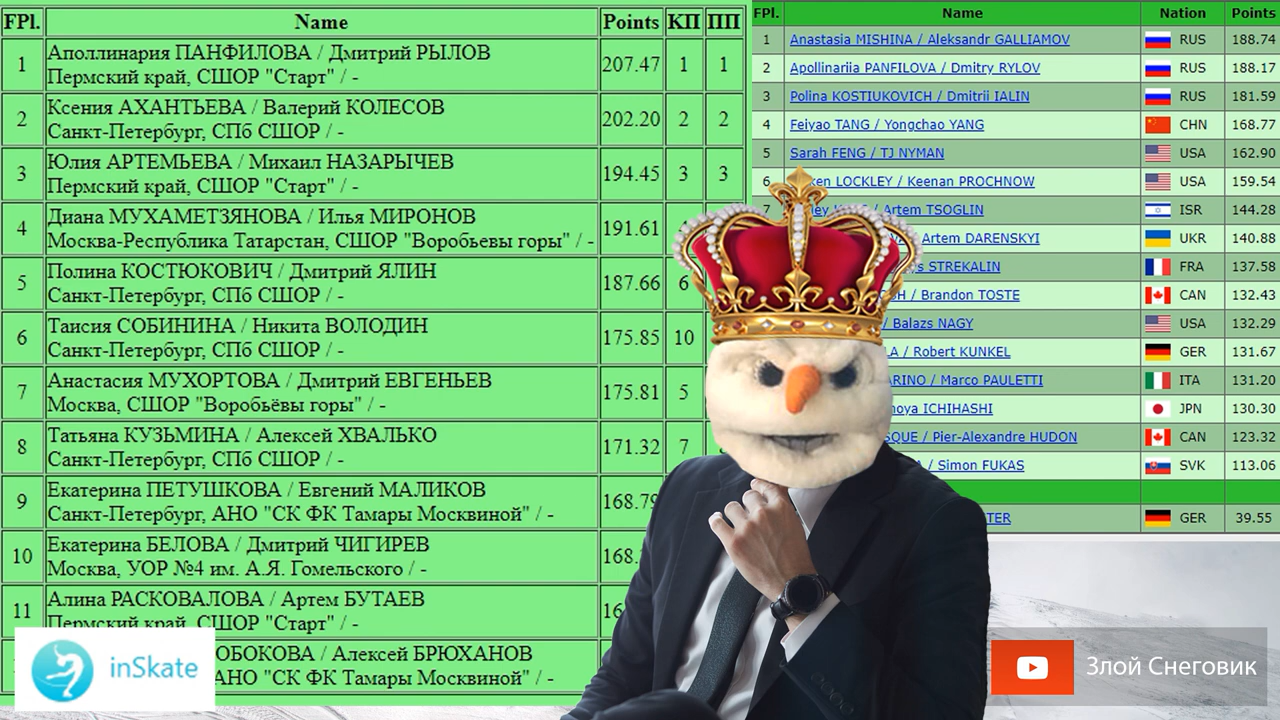 FPl. Name Points КП ПП
1 Аполлинария ПАНФИЛОВА / Дмитрий РЫЛОВ 207.47 1 1
Пермский край, СШОР "Старт" / -
2 Ксения АХАНТЬЕВА / Валерий КОЛЕСОВ 202.20 2 2
Санкт-Петербург, СПб СШОР / -
3 Юлия АРТЕМЬЕВА / Михаил НАЗАРЫЧЕВ 194.45 3 3
Пермский край, СШОР "Старт" / -
4 Диана МУХАМЕТЗЯНОВА / Илья МИРОНОВ 191.61
Москва-Республика Татарстан, СШОР "Воробьевы горы" / -
5 Полина КОСТЮКОВИЧ / Дмитрий ЯЛИН 187.66 6
Санкт-Петербург, СПб СШОР / -
6 Таисия СОБИНИНА / Никита ВОЛОДИН 175.85 10
Санкт-Петербург, СПб СШОР / -
7 Анастасия МУХОРТОВА / Дмитрий ЕВГЕНЬЕВ 175.81 5
Москва, СШОР "Воробьёвы горы" / -
8 Татьяна КУЗЬМИНА / Алексей ХВАЛЬКО 171.32 7
Санкт-Петербург, СПб СШОР / -
9 Екатерина ПЕТУШКОВА / Евгений МАЛИКОВ 168.79
Санкт-Петербург, АНО "СК ФК Тамары Москвиной" / -
10 Екатерина БЕЛОВА / Дмитрий ЧИГИРЕВ 168.
Москва, УОР №4 им. А.Я. Гомельского / -
11 Алина РАСКОВАЛОВА / Артем БУТАЕВ 16
Пермский край, СШОР "Старт" / -
ОБОКОВА / Алексей БРЮХАНОВ
АНО "СК ФК Тамары Москвиной" / -
inSkate
FPl. Name Nation Points
1 Anastasia MISHINA / Aleksandr GALLIAMOV RUS 188.74
2 Apollinariia PANFILOVA / Dmitry RYLOV RUS 188.17
3 Polina KOSTIUKOVICH / Dmitrii IALIN RUS 181.59
4 Feiyao TANG / Yongchao YANG CHN 168.77
5 Sarah FENG / TJ NYMAN USA 162.90
6 ken LOCKLEY / Keenan PROCHNOW USA 159.54
7 Artem TSOGLIN ISR 144.28
Artem DARENSKYI UKR 140.88
STREKALIN FRA 137.58
/ Brandon TOSTE CAN 132.43
/ Balazs NAGY USA 132.29
LA / Robert KUNKEL GER 131.67
ARINO / Marco PAULETTI ITA 131.20
moya ICHIHASHI JPN 130.30
SQUE / Pier-Alexandre HUDON CAN 123.32
/ Simon FUKAS SVK 113.06
TER GER 39.55
Злой Снеговик